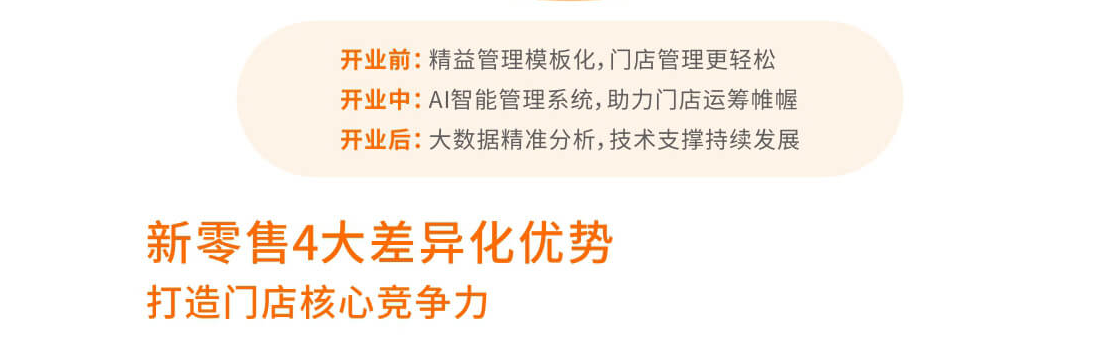 开业前：精益管理模板化，门店管理更轻松
开业中：AI智能管理系统，助力门店运筹帷幄
开业后：大数据精准分析，技术支撑持续发展
新零售4大差异化优势
打造门店核心竞争力